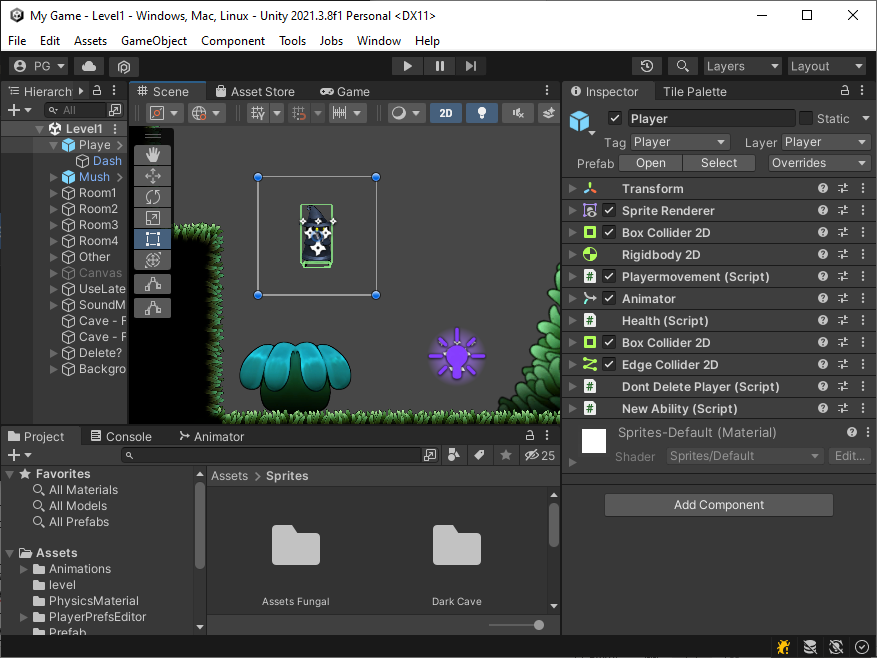 My Game - Level1 - Windows, Mac, Linux - Unity 2021.3.8f1 Personal <DX11>
File Edit Assets GameObject Component Tools Jobs Window Help
PG Layers Layout
Hierarch Scene Asset Store Game Inspector Tile Palette
All 2D Player Static
Level1 Tag Player Layer Player
Playe Prefab Open Select Overrides
Dash
Mush
Room1
Room2
Room3
Room4
Other
Canvas
UseLate
SoundM
Cave - F
Cave - F
Delete?
Backgro
Transform
Sprite Renderer
Box Collider 2D
Rigidbody 2D
Playermovement (Script)
Animator
Health (Script)
Box Collider 2D
Edge Collider 2D
Dont Delete Player (Script)
New Ability (Script)
Sprites-Default (Material)
Shader Sprites/Default Edit...
Add Component
Project Console Animator
25
Favorites
All Materials
All Models
All Prefabs
Assets
Animations
level
PhysicsMaterial
PlayerPrefsEditor
Prefab
Assets > Sprites
Assets Fungal Dark Cave